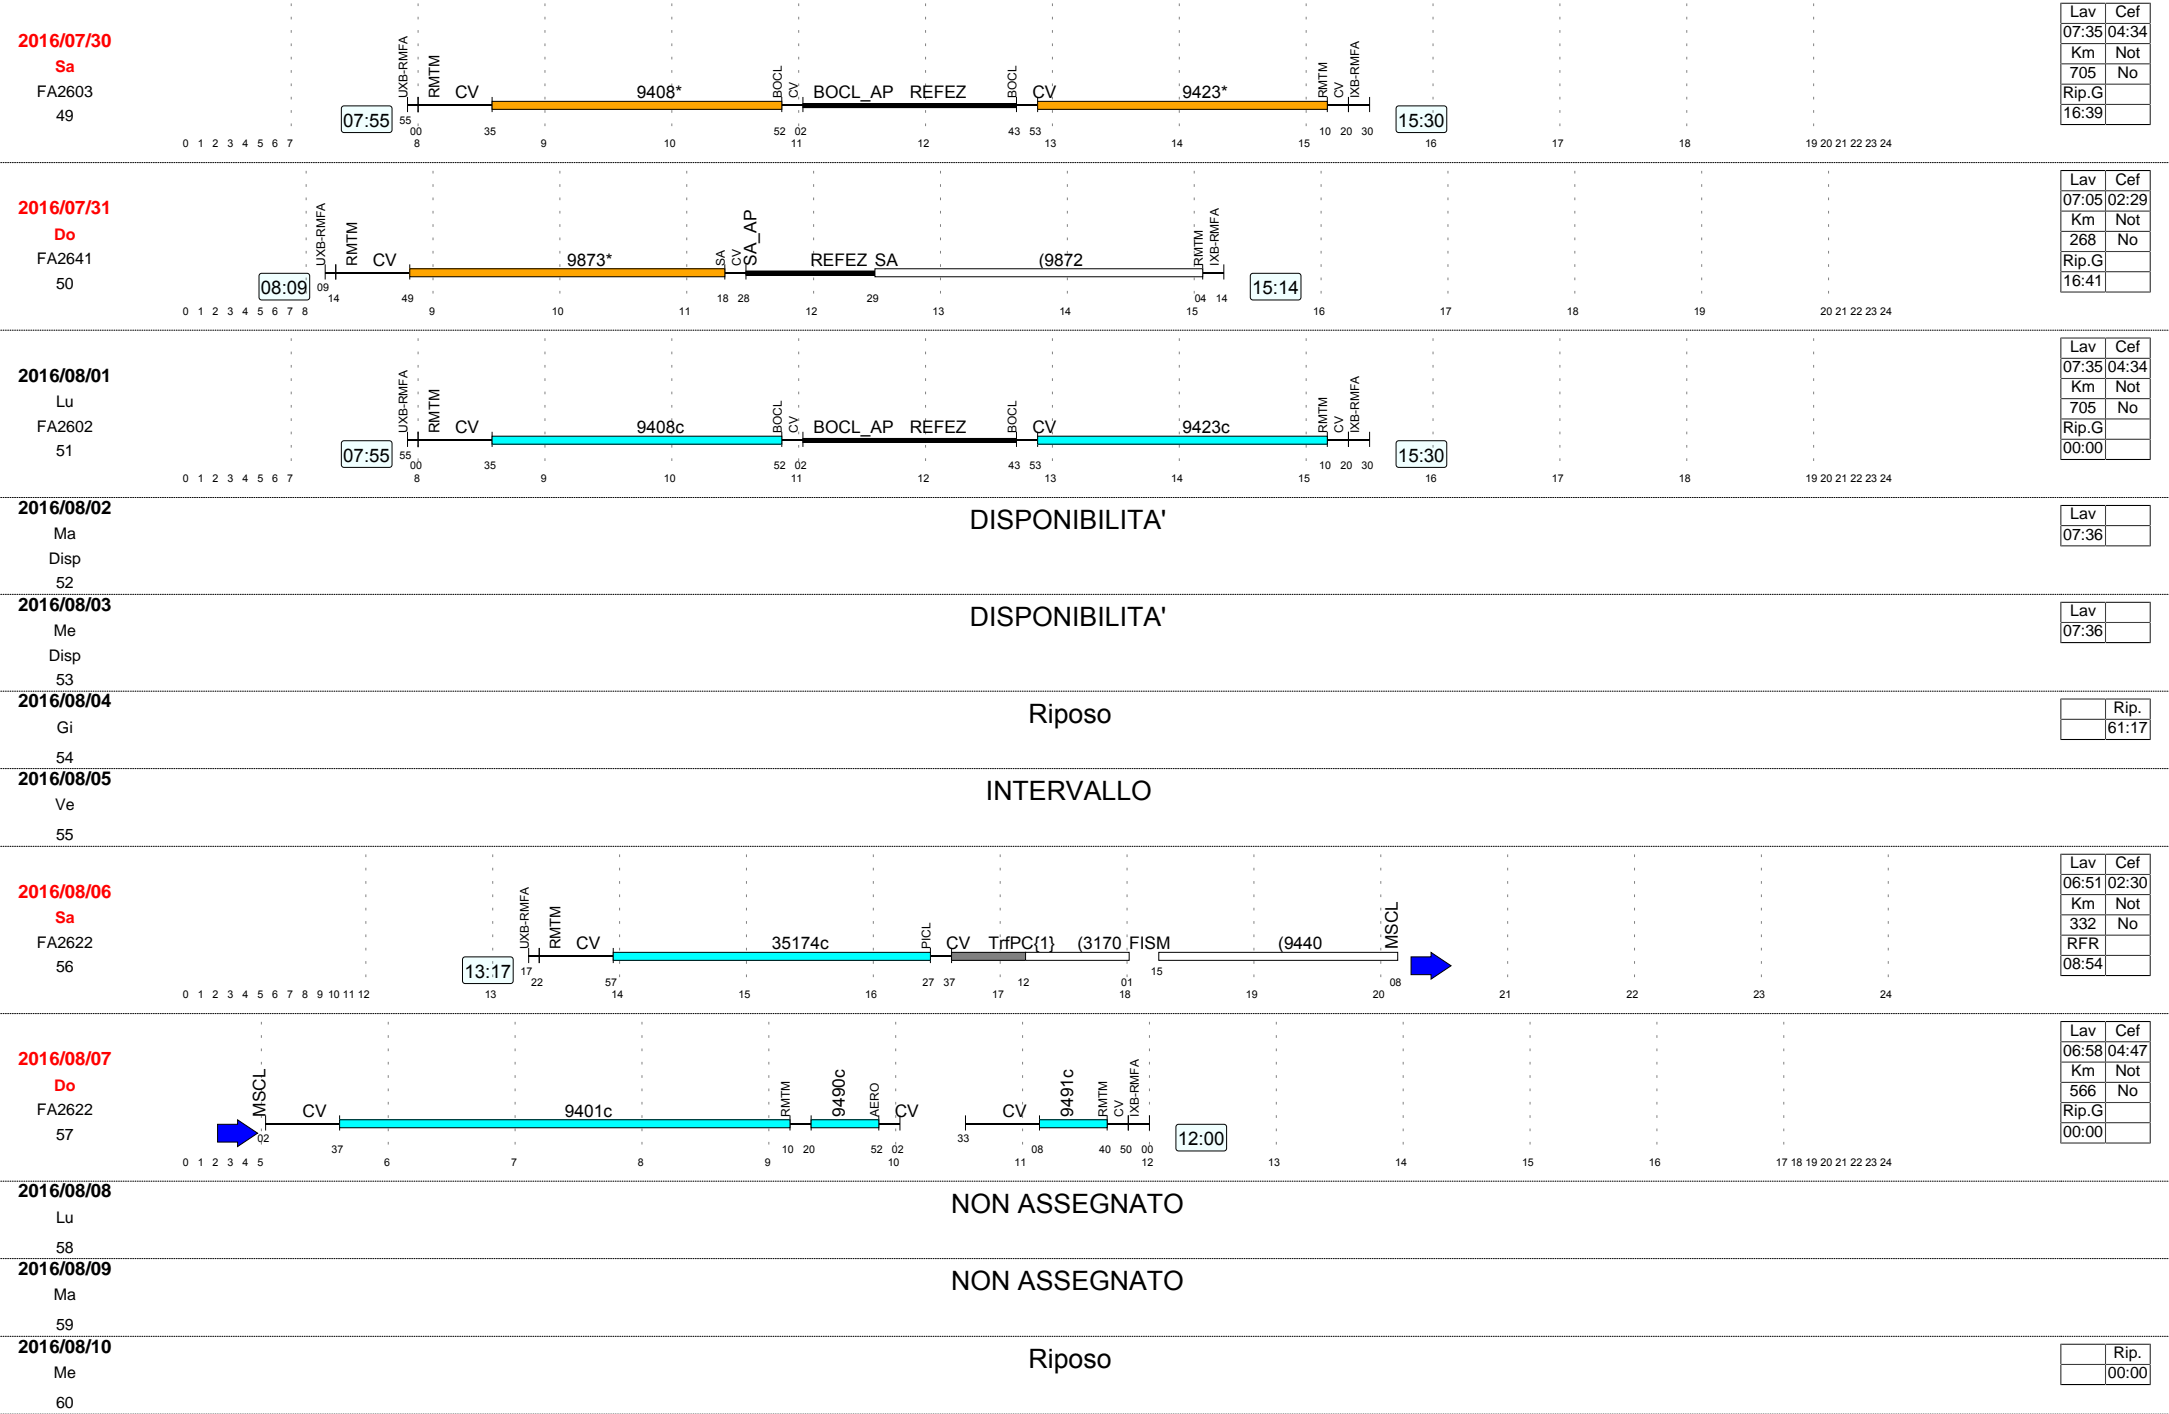 2016/07/30
Sa
FA2603
49
07:55
UXB-RMFA RMTM CV 9408* BOCL CV BOCL_AP REFEZ BOCL CV 9423* RMTM CV IXB-RMFA
55 00 35 52 02 43 53 10 20 30
15:30
0 1 2 3 4 5 6 7 8 9 10 11 12 13 14 15 16 17 18 19 20 21 22 23 24
Lav Cef
07:35 04:34
Km Not
705 No
Rip.G
16:39
2016/07/31
Do
FA2641
50
08:09
UXB-RMFA RMTM CV 9873* SA CV SA_AP REFEZ SA (9872 RMTM IXB-RMFA
09 14 49 18 28 29 04 14
15:14
0 1 2 3 4 5 6 7 8 9 10 11 12 13 14 15 16 17 18 19 20 21 22 23 24
Lav Cef
07:05 02:29
Km Not
268 No
Rip.G
16:41
2016/08/01
Lu
FA2602
51
07:55
UXB-RMFA RMTM CV 9408c BOCL CV BOCL_AP REFEZ BOCL CV 9423c RMTM CV IXB-RMFA
55 00 35 52 02 43 53 10 20 30
15:30
0 1 2 3 4 5 6 7 8 9 10 11 12 13 14 15 16 17 18 19 20 21 22 23 24
Lav Cef
07:35 04:34
Km Not
705 No
Rip.G
00:00
2016/08/02
Ma
Disp
52
DISPONIBILITA'
Lav
07:36
2016/08/03
Me
Disp
53
DISPONIBILITA'
Lav
07:36
2016/08/04
Gi
54
Riposo
Rip.
61:17
2016/08/05
Ve
55
INTERVALLO
2016/08/06
Sa
FA2622
56
13:17
UXB-RMFA RMTM CV 35174c PICL CV TrfPC{1} (3170 FISM (9440 MSCL
17 22 57 27 37 12 01 15 08
0 1 2 3 4 5 6 7 8 9 10 11 12 13 14 15 16 17 18 19 20 21 22 23 24
Lav Cef
06:51 02:30
Km Not
332 No
RFR
08:54
2016/08/07
Do
FA2622
57
MSCL CV 9401c RMTM 9490c AERO CV CV 9491c RMTM CV IXB-RMFA
02 37 10 20 52 02 33 08 40 50 00
12:00
0 1 2 3 4 5 6 7 8 9 10 11 12 13 14 15 16 17 18 19 20 21 22 23 24
Lav Cef
06:58 04:47
Km Not
566 No
Rip.G
00:00
2016/08/08
Lu
58
NON ASSEGNATO
2016/08/09
Ma
59
NON ASSEGNATO
2016/08/10
Me
60
Riposo
Rip.
00:00